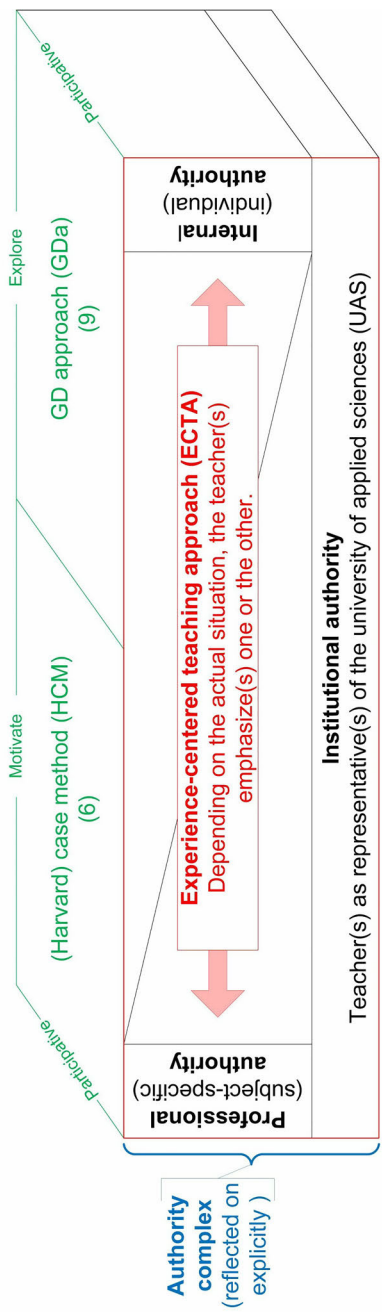 Motivate
Explore
Participative
(Harvard) case method (HCM)
(6)
GD approach (GDa)
(9)
Participative
Authority
complex
(reflected on
explicitly )
Professional
(subject-specific)
authority
Experience-centered teaching approach (ECTA)
Depending on the actual situation, the teacher(s)
emphasize(s) one or the other.
Internal
(individual)
authority
Institutional authority
Teacher(s) as representative(s) of the university of applied sciences (UAS)